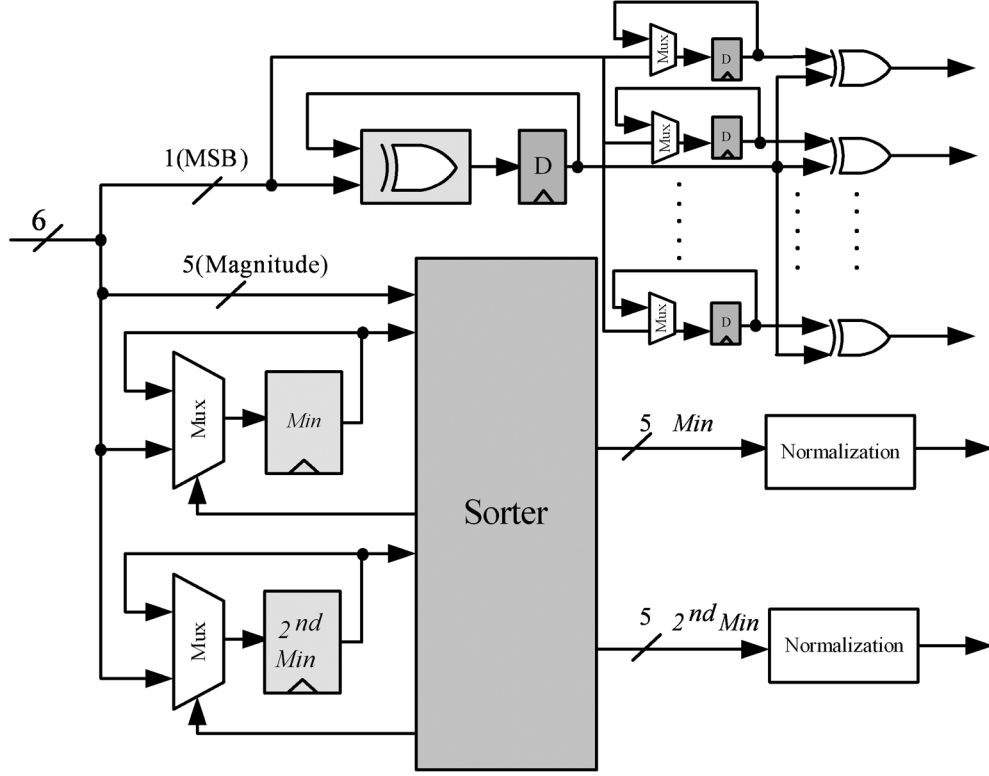 Mux
D
Mux
D
1(MSB)
D
6
5(Magnitude)
Mux
D
Mux
Min
5 Min
Normalization
Sorter
Mux
2nd
Min
5 2nd Min
Normalization